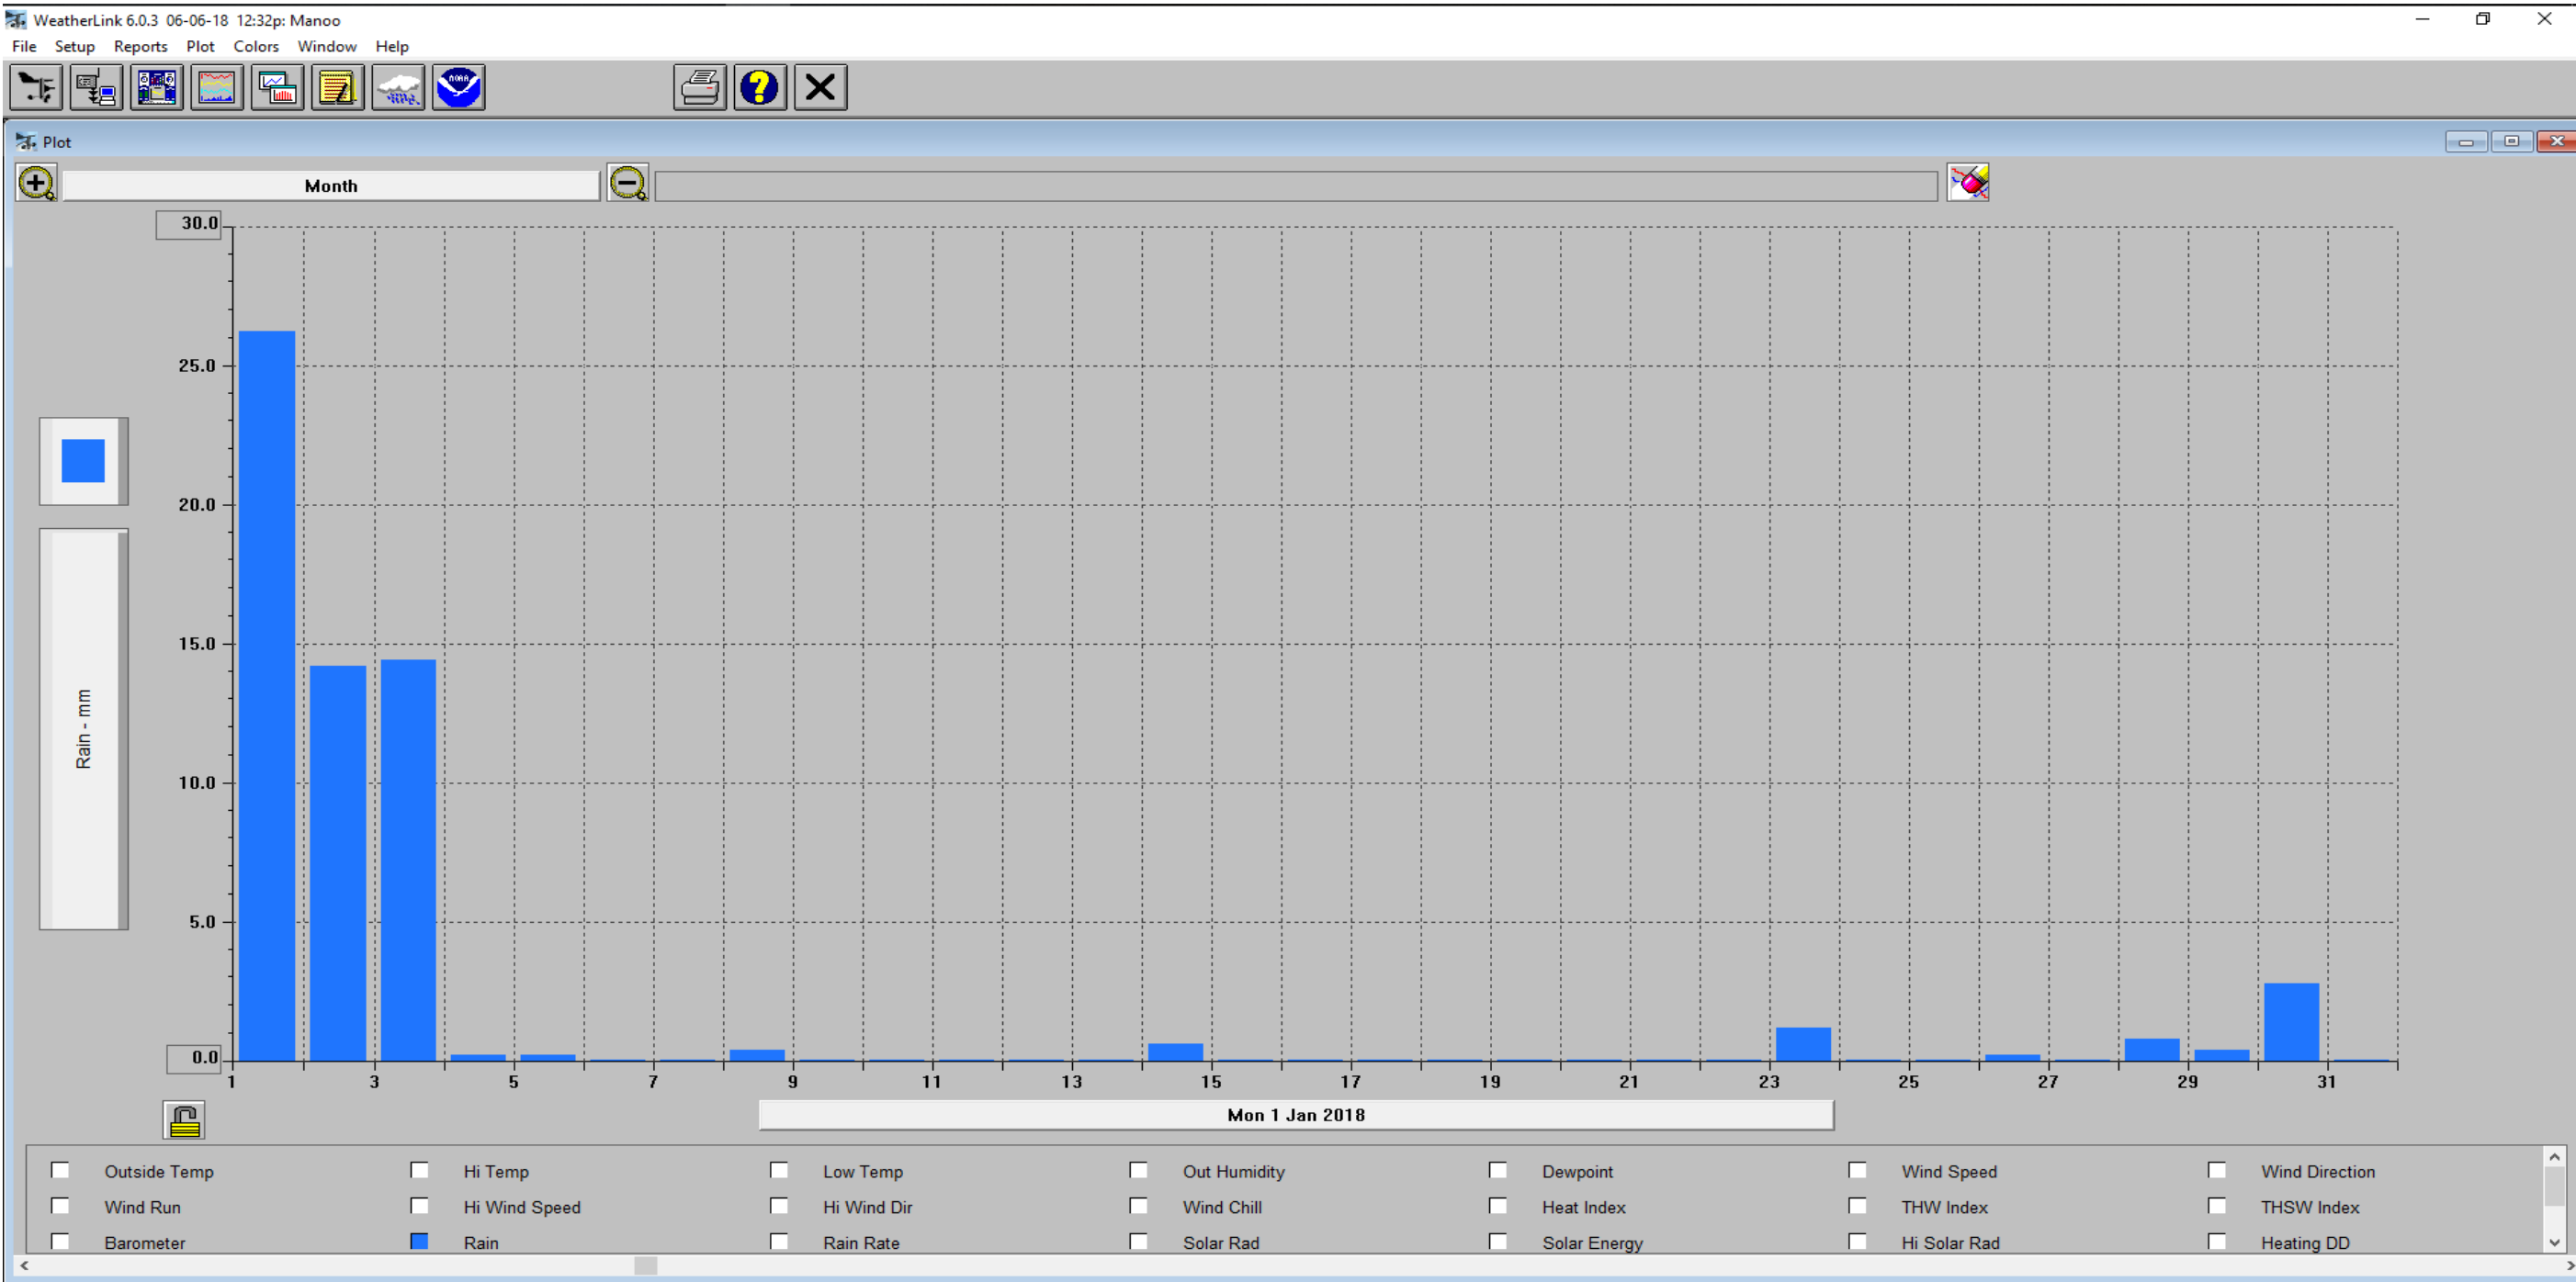 WeatherLink 6.0.3 06-06-18 12:32p: Manoo
File Setup Reports Plot Colors Window Help
NOAA
Plot
Month
30.0
25.0
20.0
15.0
10.0
5.0
0.0
Rain - mm
1 3 5 7 9 11 13 15 17 19 21 23 25 27 29 31
Mon 1 Jan 2018
Outside Temp Hi Temp Low Temp Out Humidity Dewpoint Wind Speed Wind Direction
Wind Run Hi Wind Speed Hi Wind Dir Wind Chill Heat Index THW Index THSW Index
Barometer Rain Rain Rate Solar Rad Solar Energy Hi Solar Rad Heating DD